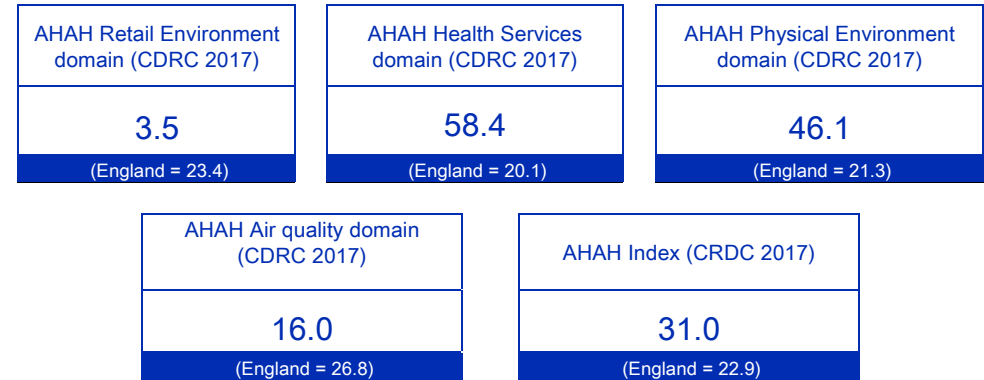 AHAH Retail Environment
domain (CDRC 2017)
3.5
(England = 23.4)
AHAH Health Services
domain (CDRC 2017)
58.4
(England = 20.1)
AHAH Physical Environment
domain (CDRC 2017)
46.1
(England = 21.3)
AHAH Air quality domain
(CDRC 2017)
16.0
(England = 26.8)
AHAH Index (CRDC 2017)
31.0
(England = 22.9)